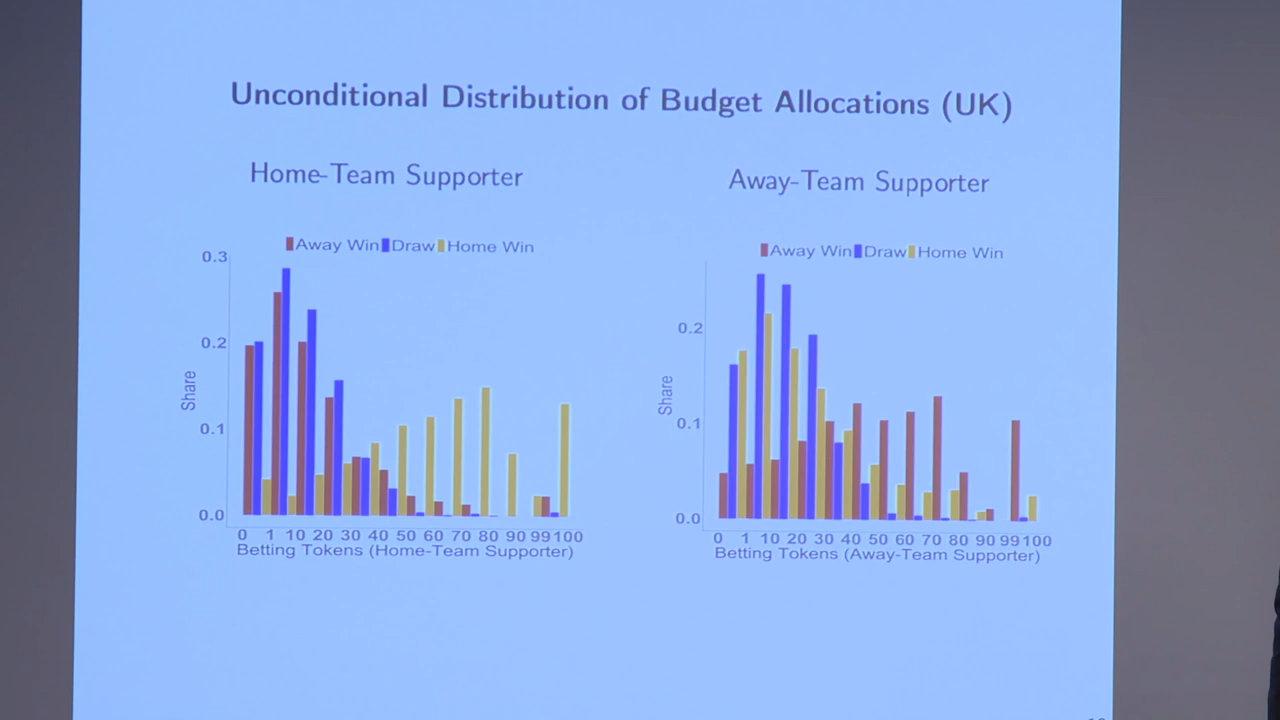 Unconditional Distribution of Budget Allocations (UK)
Home-Team Supporter
Away Win Draw Home Win
0.3
0.2
0.1
0.0
Share
0 1 10 20 30 40 50 60 70 80 90 99 100
Betting Tokens (Home-Team Supporter)
Away-Team Supporter
Away Win Draw Home Win
0.2
0.1
0.0
Share
0 1 10 20 30 40 50 60 70 80 90 99 100
Betting Tokens (Away-Team Supporter)